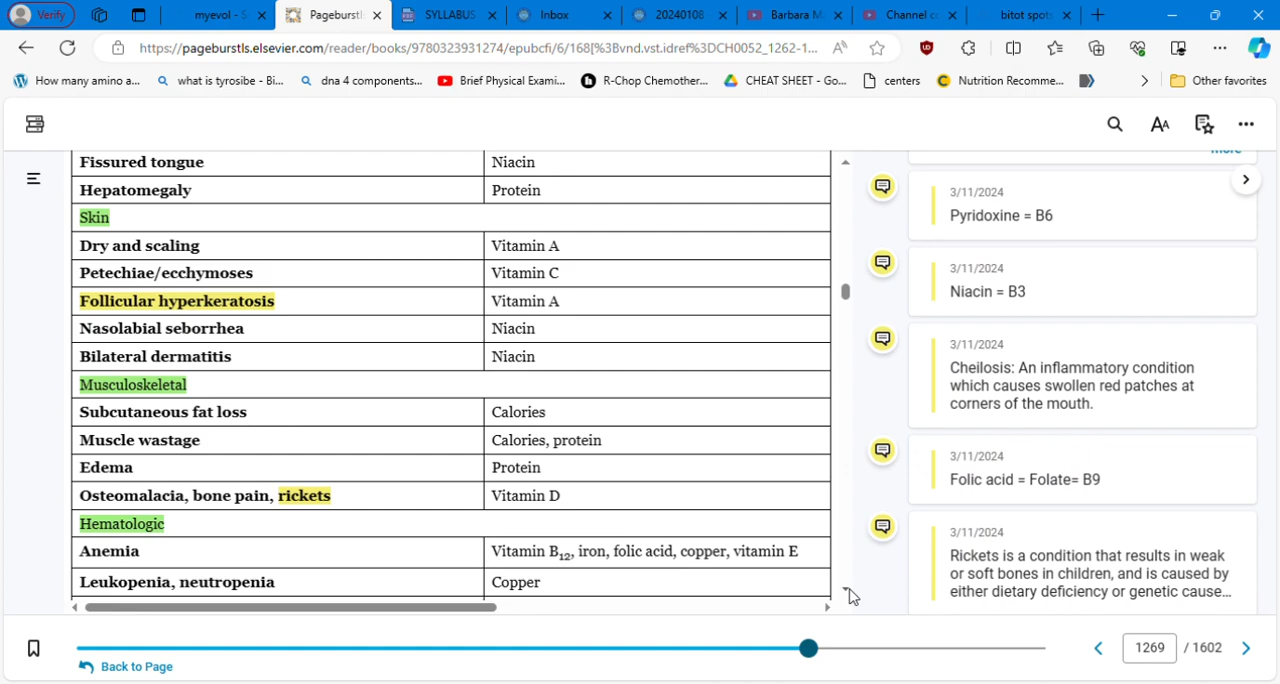 Verify
myevol - S
Pageburstl
SYLLABUS
Inbox
20240108
Barbara M
Channel c
bitot spots
https://pageburstls.elsevier.com/reader/books/9780323931274/epubcfi/6/168[%3Bvnd.vst.idref%3DCH0052_1262-1...
How many amino a...
what is tyrosibe - Bi...
dna 4 components...
Brief Physical Exami...
R-Chop Chemother...
CHEAT SHEET - Go...
centers
Nutrition Recomme...
Other favorites
Fissured tongue Niacin
Hepatomegaly Protein
Skin
Dry and scaling Vitamin A
Petechiae/ecchymoses Vitamin C
Follicular hyperkeratosis Vitamin A
Nasolabial seborrhea Niacin
Bilateral dermatitis Niacin
Musculoskeletal
Subcutaneous fat loss Calories
Muscle wastage Calories, protein
Edema Protein
Osteomalacia, bone pain, rickets Vitamin D
Hematologic
Anemia Vitamin B12, iron, folic acid, copper, vitamin E
Leukopenia, neutropenia Copper
more
3/11/2024
Pyridoxine = B6
3/11/2024
Niacin = B3
3/11/2024
Cheilosis: An inflammatory condition
which causes swollen red patches at
corners of the mouth.
3/11/2024
Folic acid = Folate= B9
3/11/2024
Rickets is a condition that results in weak
or soft bones in children, and is caused by
either dietary deficiency or genetic cause...
1269 / 1602
Back to Page